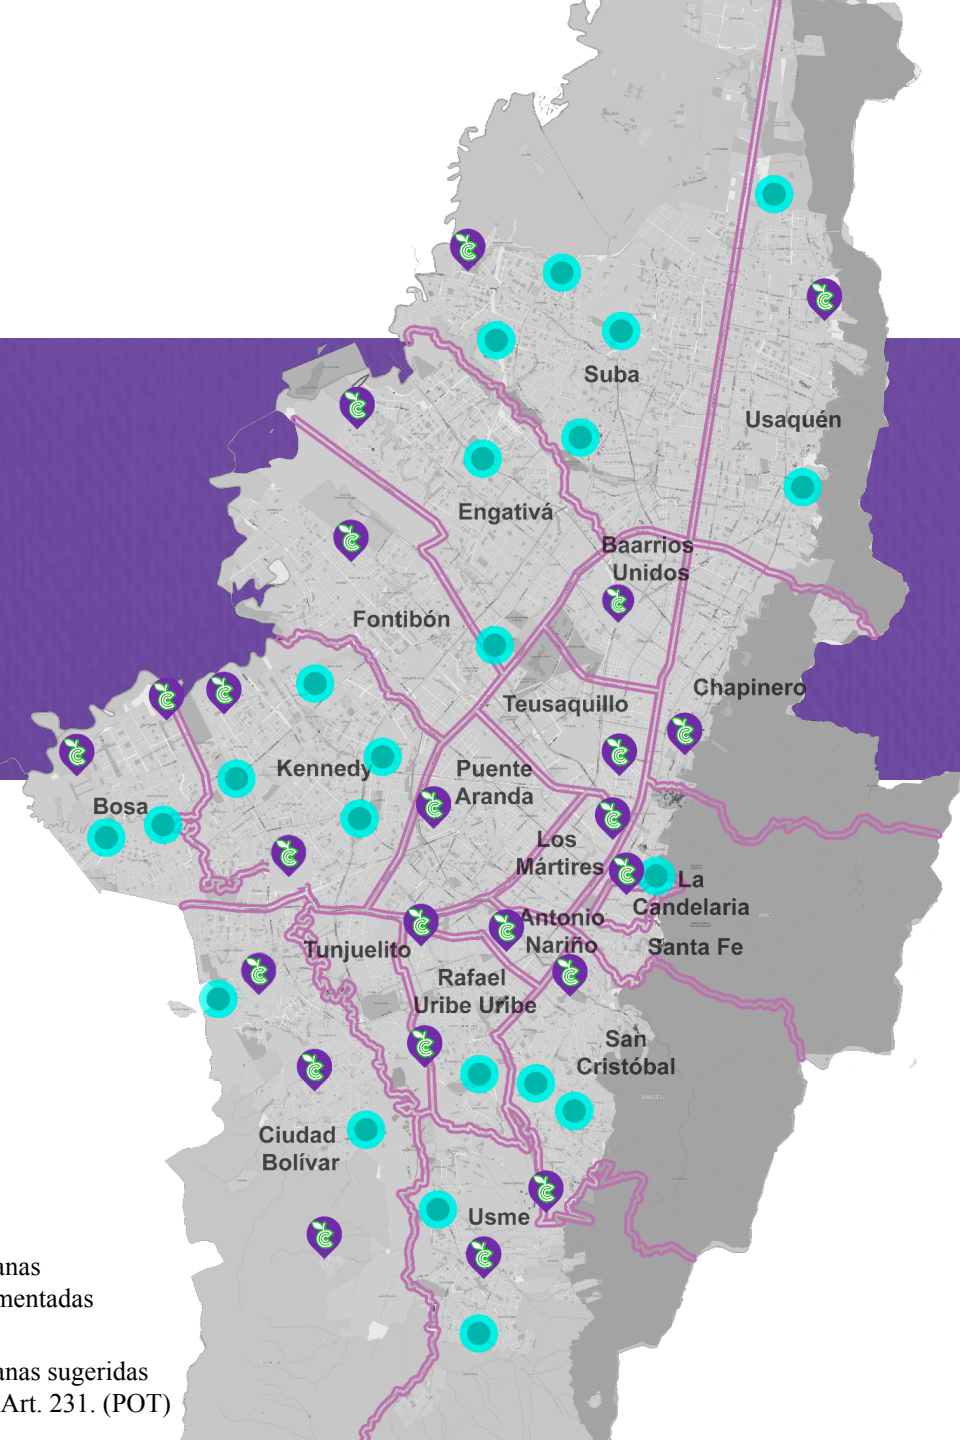 Suba
Usaquén
Engativá
Baarrios
Unidos
Fontibón
Chapinero
Teusaquillo
Kennedy
Puente
Aranda
Bosa
Los
Mártires
La
Candelaria
Antonio
Nariño
Santa Fe
Tunjuelito
Rafael
Uribe Uribe
San
Cristóbal
Ciudad
Bolívar
Usme
anas
mentadas
anas sugeridas
Art. 231. (POT)